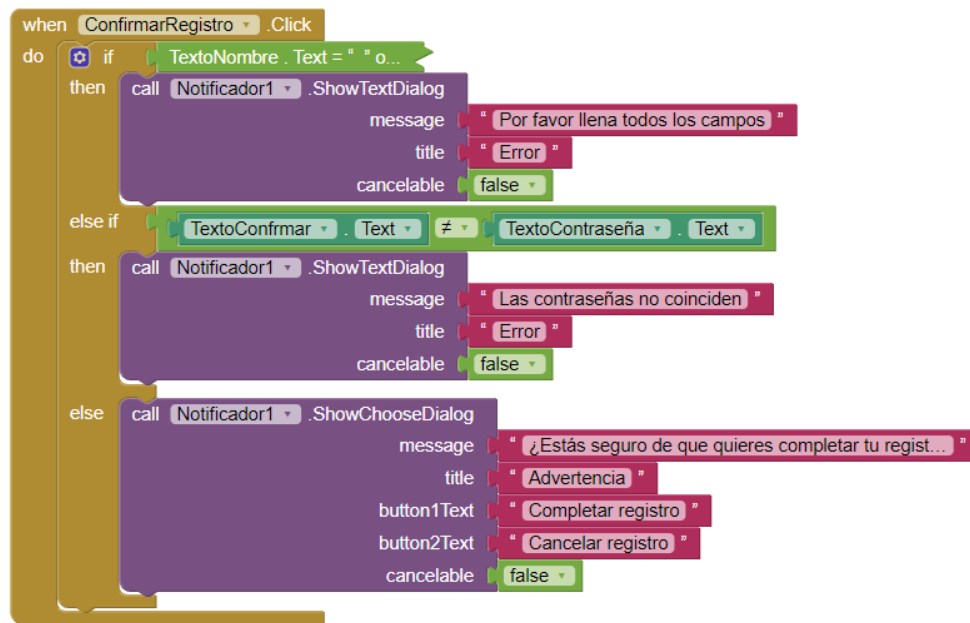 when ConfirmarRegistro .Click
do if TextoNombre . Text = “ ” o...
then call Notificador1 .ShowTextDialog
message “ Por favor llena todos los campos ”
title “ Error ”
cancelable false
else if TextoConfrmar . Text ≠ TextoContraseña . Text
then call Notificador1 .ShowTextDialog
message “ Las contraseñas no coinciden ”
title “ Error ”
cancelable false
else call Notificador1 .ShowChooseDialog
message “ ¿Estás seguro de que quieres completar tu regist... ”
title “ Advertencia ”
button1Text “ Completar registro ”
button2Text “ Cancelar registro ”
cancelable false